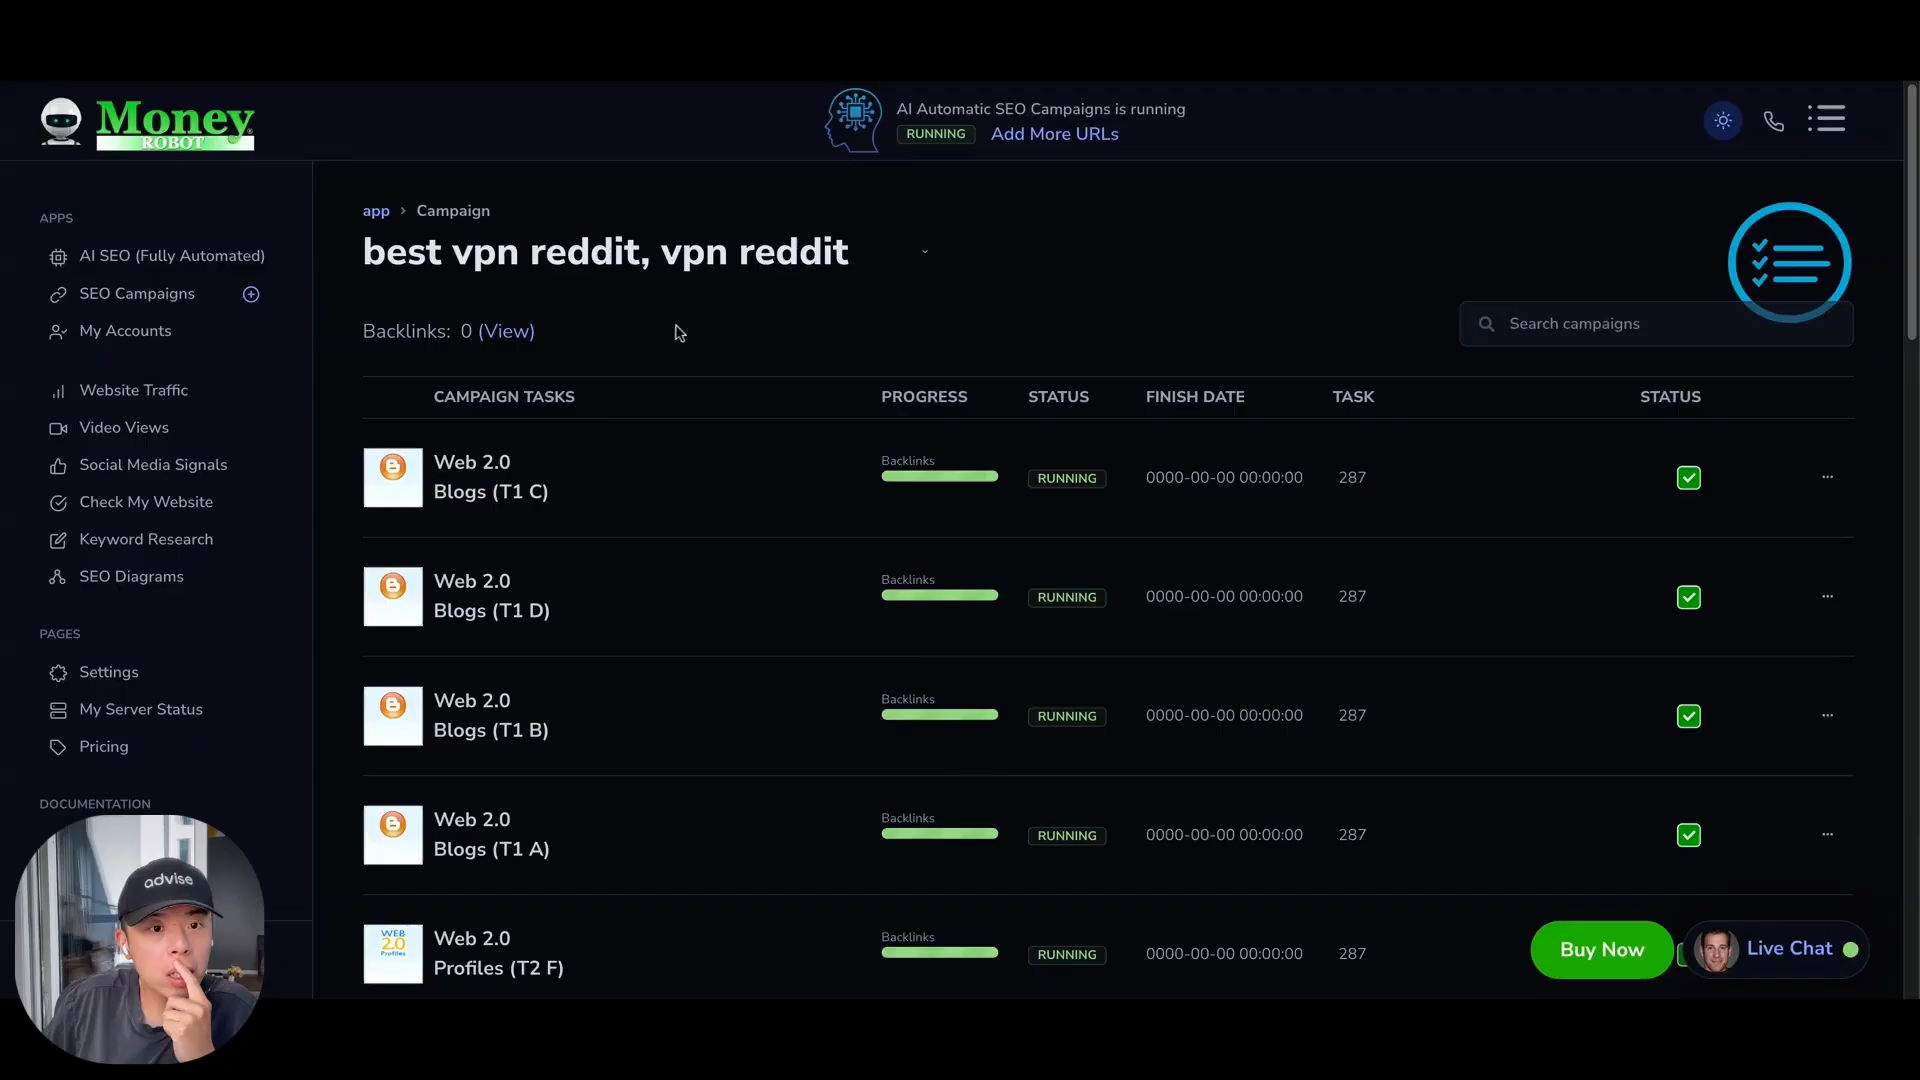 Money
ROBOT
AI Automatic SEO Campaigns is running
RUNNING
Add More URLs
APPS
AI SEO (Fully Automated)
SEO Campaigns
My Accounts
Website Traffic
Video Views
Social Media Signals
Check My Website
Keyword Research
SEO Diagrams
PAGES
Settings
My Server Status
Pricing
DOCUMENTATION
advise
app › Campaign
best vpn reddit, vpn reddit
Backlinks: 0 (View)
Search campaigns
CAMPAIGN TASKS PROGRESS STATUS FINISH DATE TASK STATUS
Web 2.0
Blogs (T1 C)
Backlinks
RUNNING
0000-00-00 00:00:00
287
...
Web 2.0
Blogs (T1 D)
Backlinks
RUNNING
0000-00-00 00:00:00
287
...
Web 2.0
Blogs (T1 B)
Backlinks
RUNNING
0000-00-00 00:00:00
287
...
Web 2.0
Blogs (T1 A)
Backlinks
RUNNING
0000-00-00 00:00:00
287
...
WEB
2.0
Profiles
Web 2.0
Profiles (T2 F)
Backlinks
RUNNING
0000-00-00 00:00:00
287
Buy Now
Live Chat